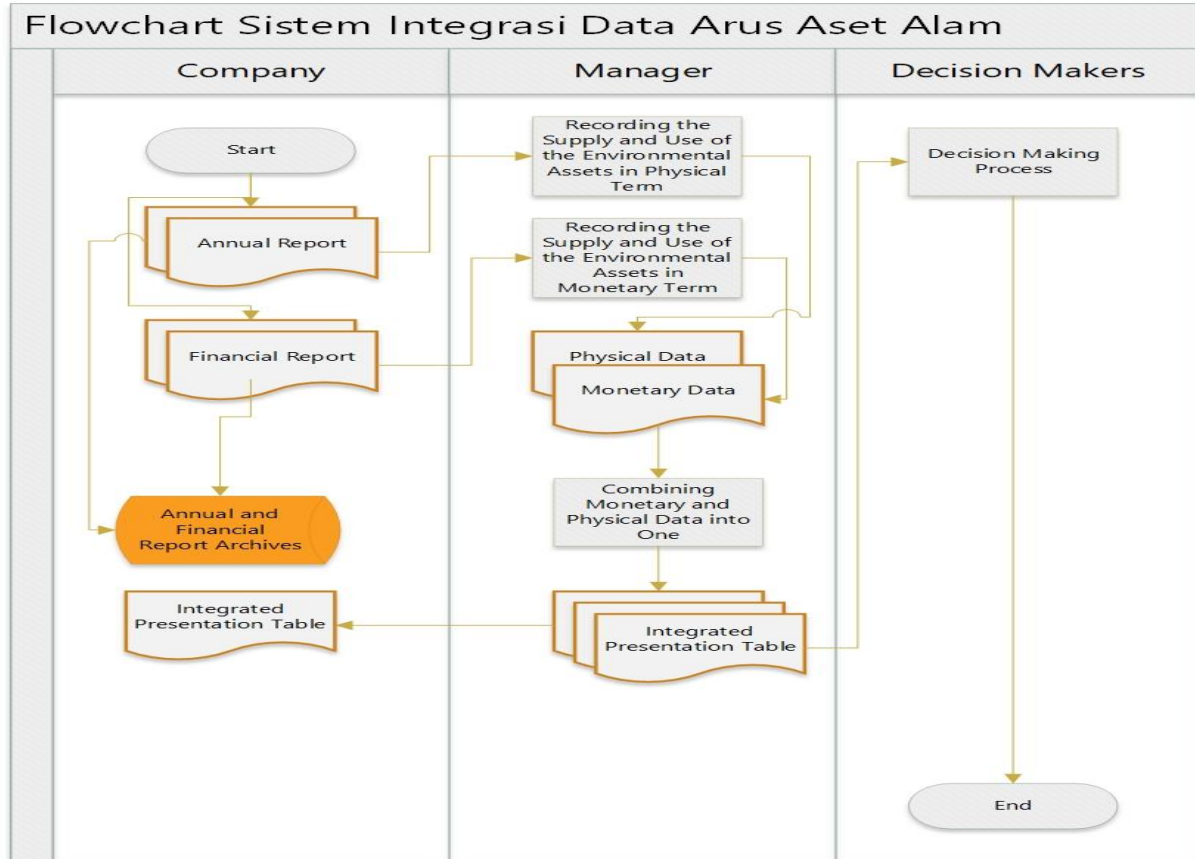 Flowchart Sistem Integrasi Data Arus Aset Alam
Company
Manager
Decision Makers
Start
Annual Report
Financial Report
Annual and
Financial
Report Archives
Integrated
Presentation Table
Recording the
Supply and Use of
the Environmental
Assets in Physical
Term
Recording the
Supply and Use of
the Environmental
Assets in
Monetary Term
Physical Data
Monetary Data
Combining
Monetary and
Physical Data into
One
Integrated
Presentation Table
Decision Making
Process
End